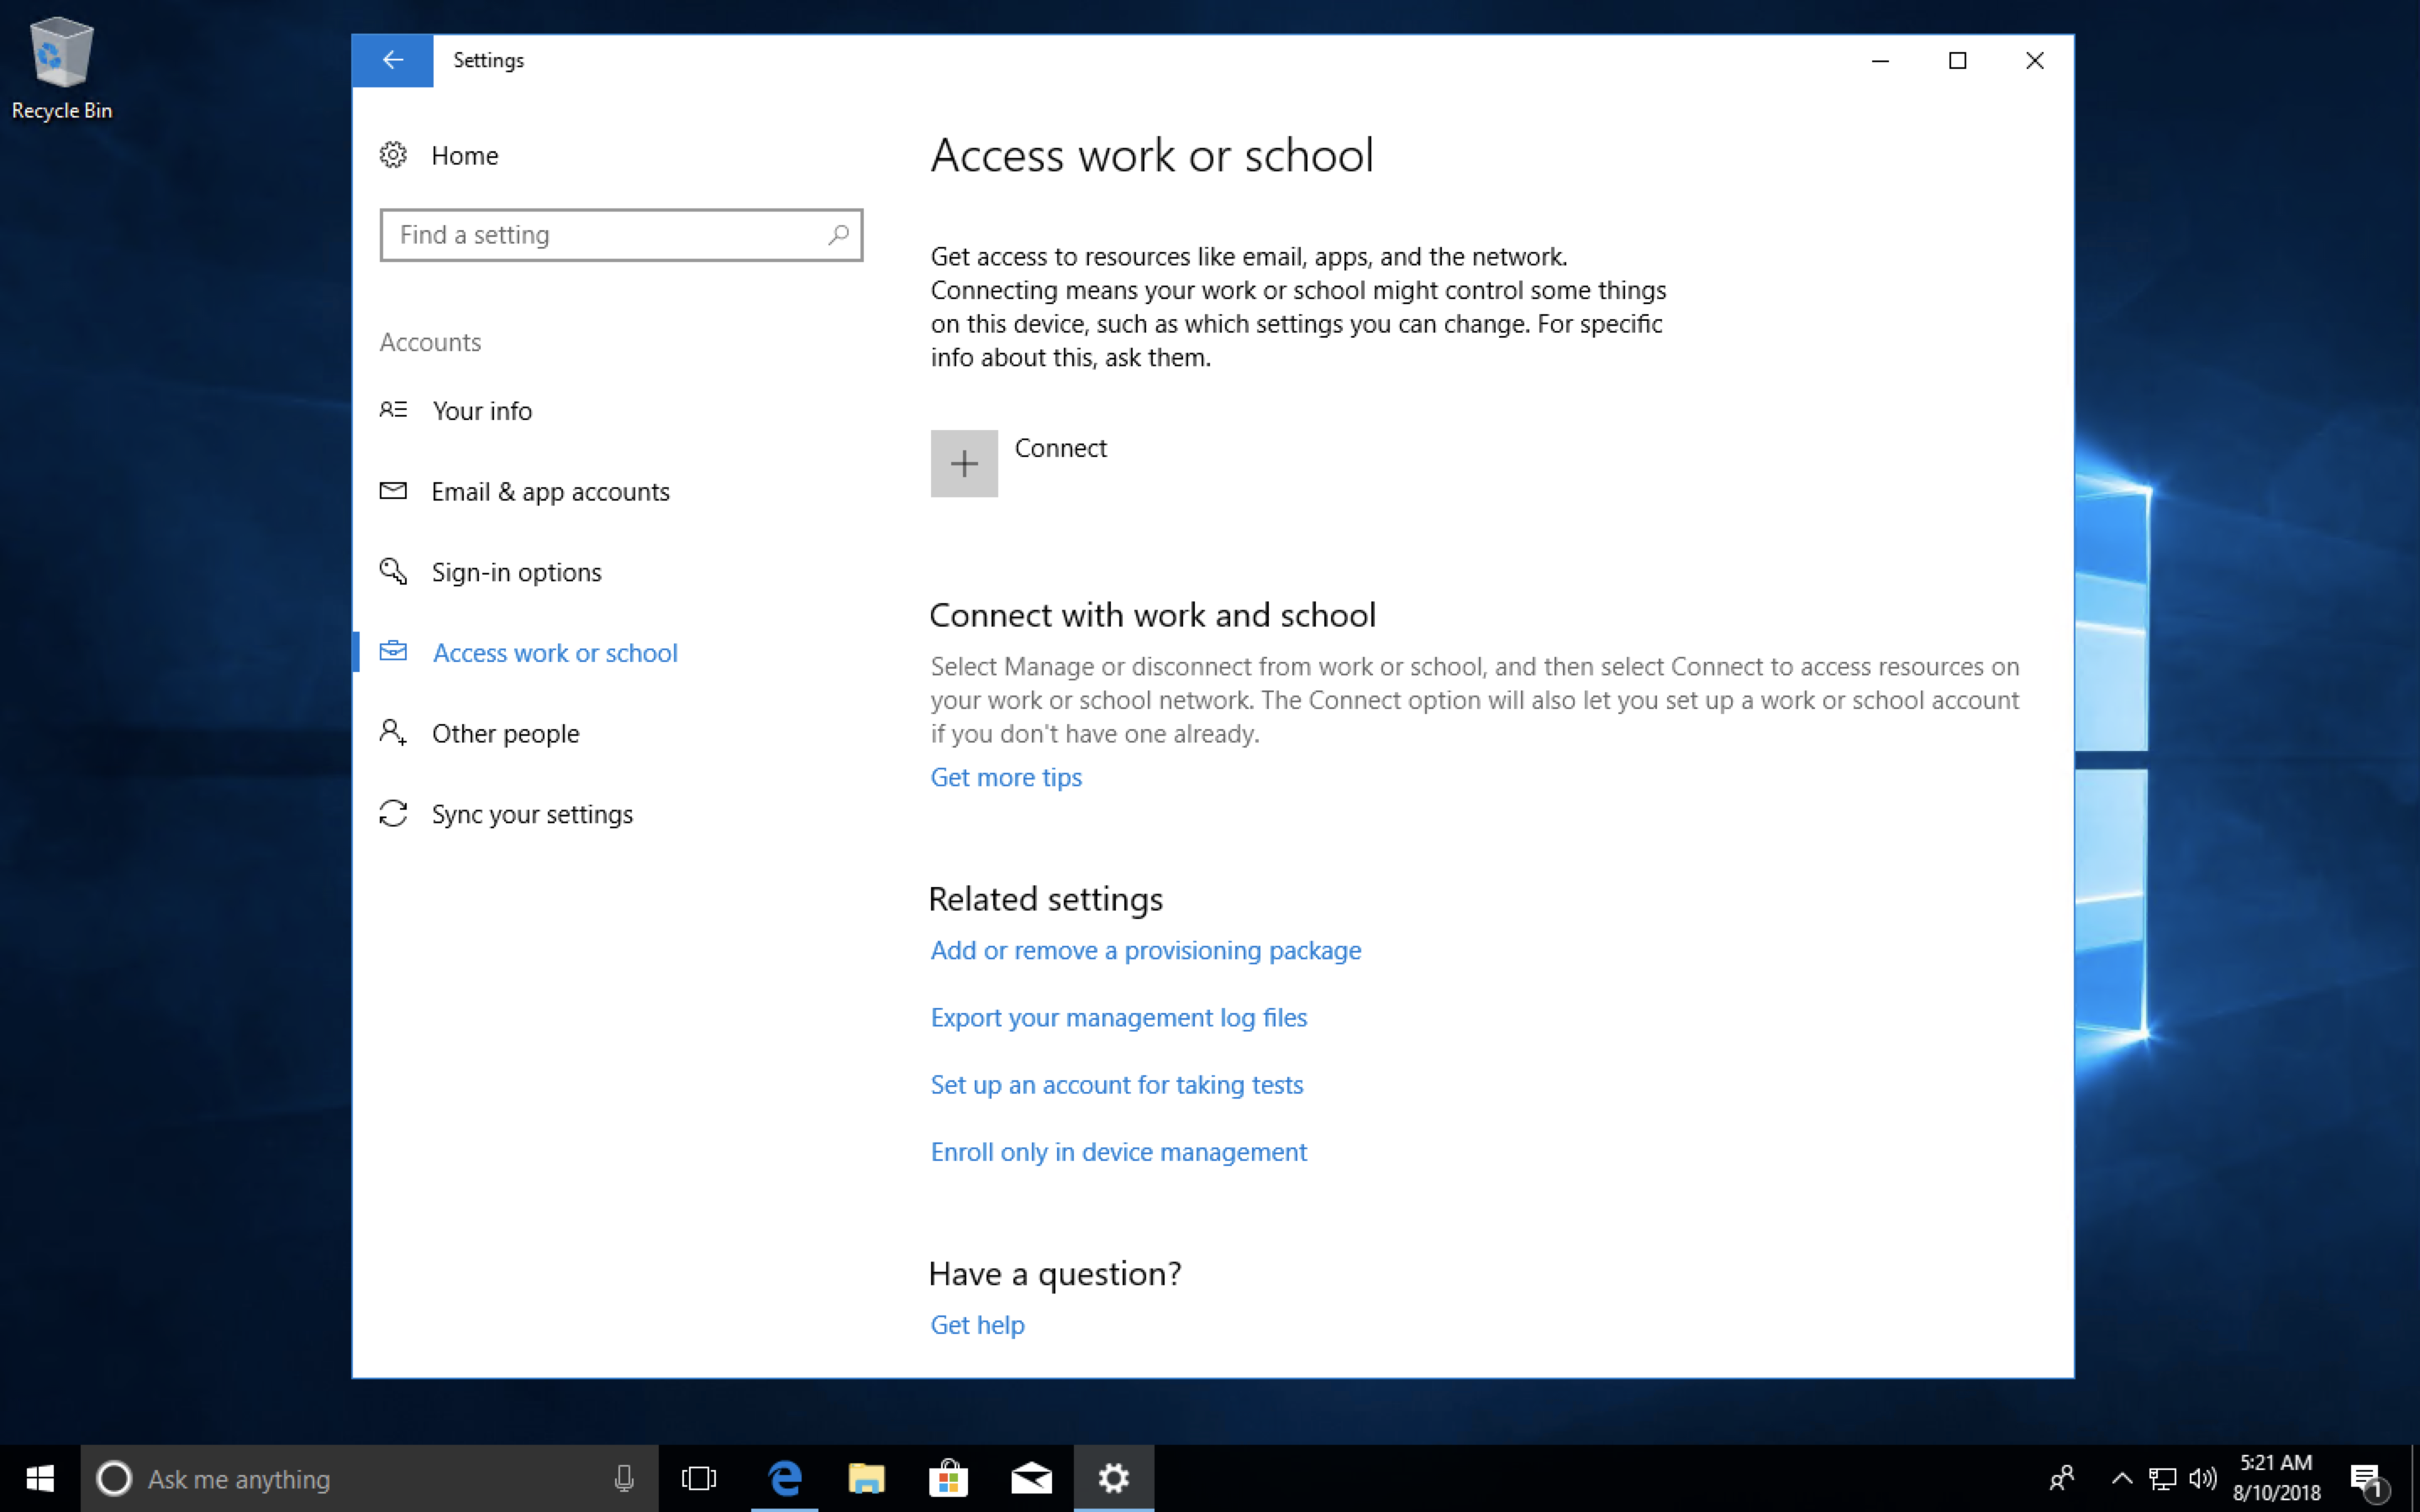 Recycle Bin
Settings
Home
Find a setting
Accounts
Your info
Email & app accounts
Sign-in options
Access work or school
Other people
Sync your settings
Access work or school
Get access to resources like email, apps, and the network.
Connecting means your work or school might control some things
on this device, such as which settings you can change. For specific
info about this, ask them.
Connect
Connect with work and school
Select Manage or disconnect from work or school, and then select Connect to access resources on
your work or school network. The Connect option will also let you set up a work or school account
if you don't have one already.
Get more tips
Related settings
Add or remove a provisioning package
Export your management log files
Set up an account for taking tests
Enroll only in device management
Have a question?
Get help
Ask me anything
5:21 AM
8/10/2018
1